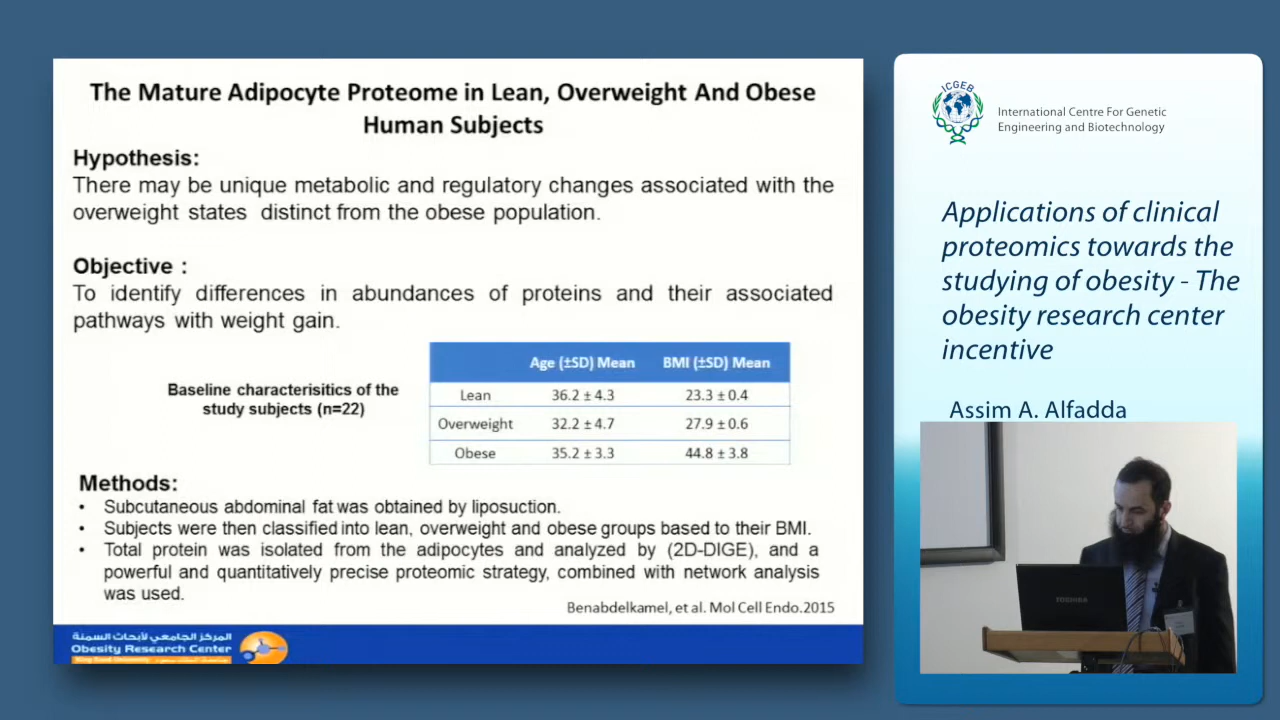 The Mature Adipocyte Proteome in Lean, Overweight And Obese
Human Subjects
Hypothesis:
There may be unique metabolic and regulatory changes associated with the
overweight states distinct from the obese population.
Objective :
To identify differences in abundances of proteins and their associated
pathways with weight gain.
Baseline characterisitics of the
study subjects (n=22)
Age (±SD) Mean BMI (±SD) Mean
Lean 36.2 ± 4.3 23.3 ± 0.4
Overweight 32.2 ± 4.7 27.9 ± 0.6
Obese 35.2 ± 3.3 44.8 ± 3.8
Methods:
• Subcutaneous abdominal fat was obtained by liposuction.
• Subjects were then classified into lean, overweight and obese groups based to their BMI.
• Total protein was isolated from the adipocytes and analyzed by (2D-DIGE), and a
powerful and quantitatively precise proteomic strategy, combined with network analysis
was used.
Benabdelkamel, et al. Mol Cell Endo.2015
المركز الجامعي لأبحاث السمنة
Obesity Research Center
King Saud University
ICGEB
International Centre For Genetic
Engineering and Biotechnology
Applications of clinical
proteomics towards the
studying of obesity - The
obesity research center
incentive
Assim A. Alfadda
TOSHIBA